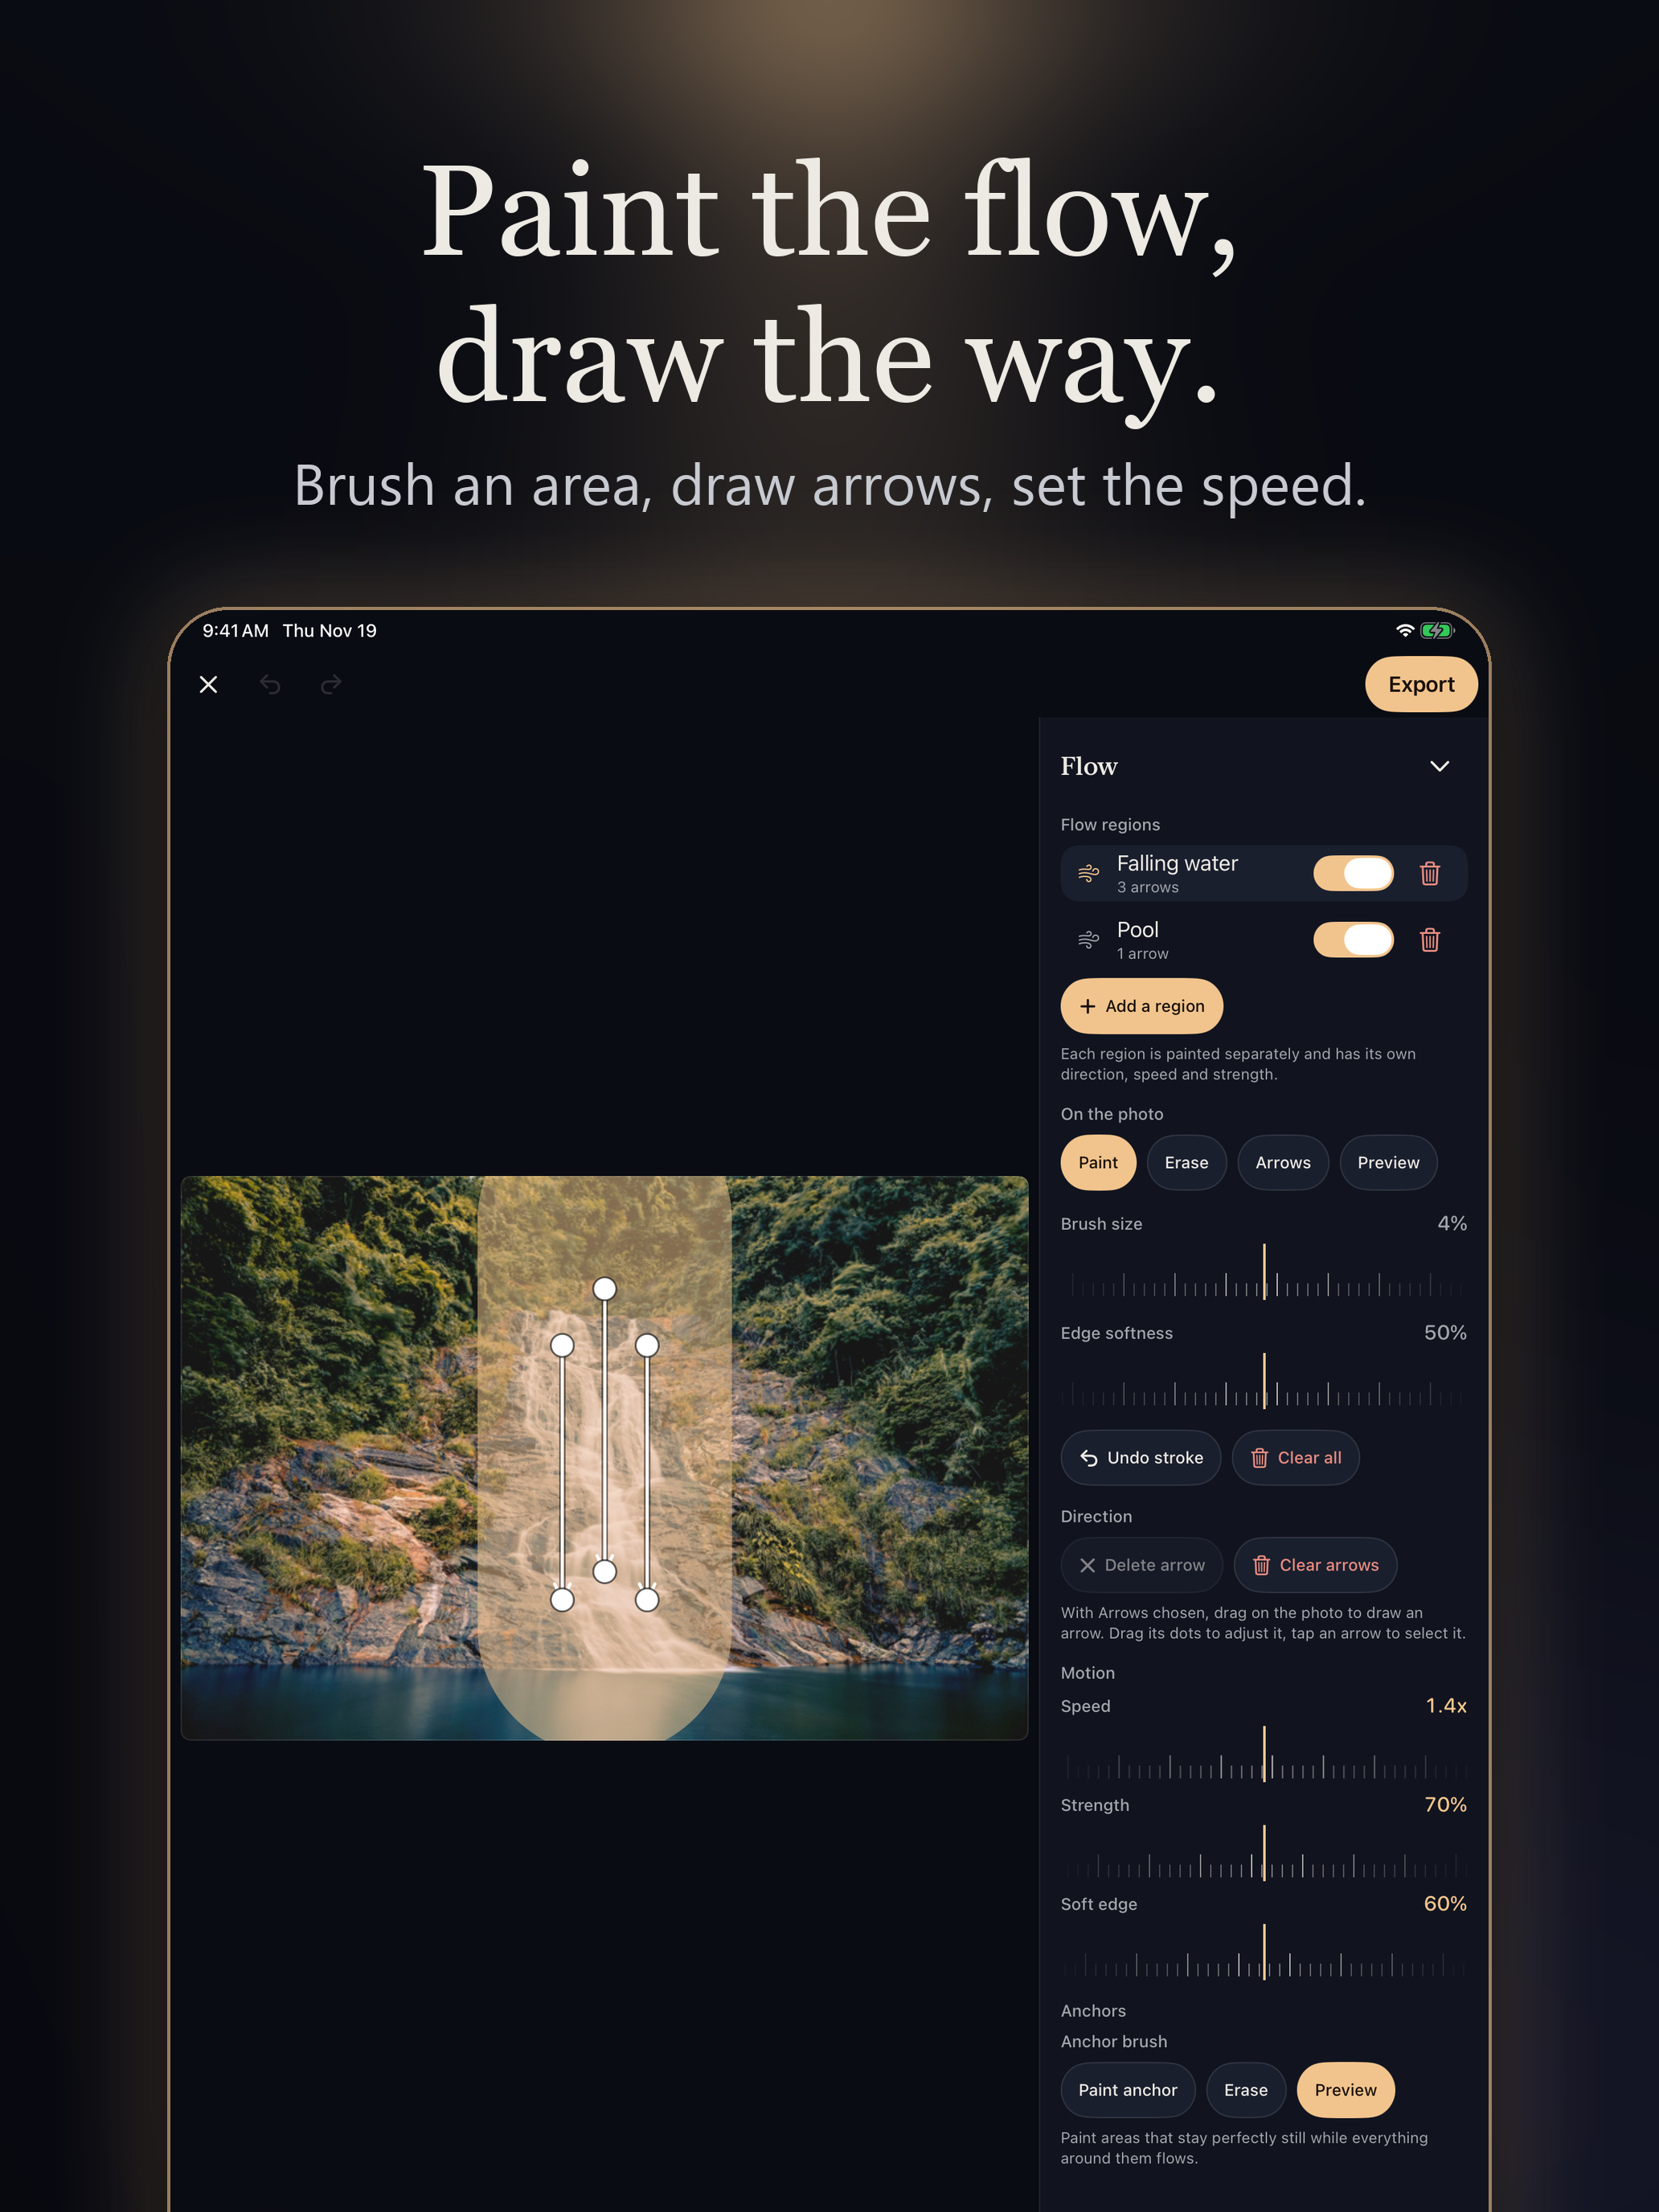 Paint the flow,
draw the way.
Brush an area, draw arrows, set the speed.
9:41 AM Thu Nov 19
Export
Flow
Flow regions
Falling water
3 arrows
Pool
1 arrow
Add a region
Each region is painted separately and has its own
direction, speed and strength.
On the photo
Paint Erase Arrows Preview
Brush size 4%
Edge softness 50%
Undo stroke Clear all
Direction
Delete arrow Clear arrows
With Arrows chosen, drag on the photo to draw an
arrow. Drag its dots to adjust it, tap an arrow to select it.
Motion
Speed 1.4x
Strength 70%
Soft edge 60%
Anchors
Anchor brush
Paint anchor Erase Preview
Paint areas that stay perfectly still while everything
around them flows.